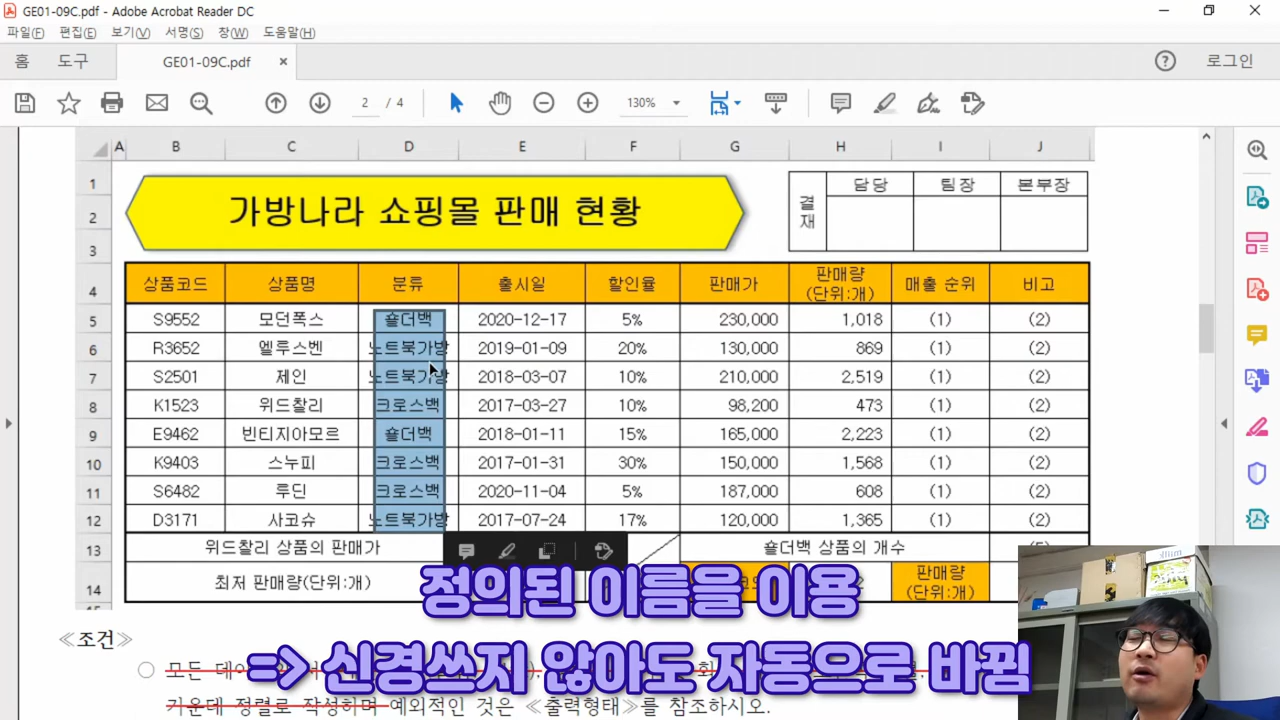 GE01-09C.pdf - Adobe Acrobat Reader DC
파일(F) 편집(E) 보기(V) 서명(S) 창(W) 도움말(H)
홈 도구 GE01-09C.pdf × ? 로그인
2 / 4 130%
A B C D E F G H I J
1 담당 팀장 본부장
2 가방나라 쇼핑몰 판매 현황 결재
3
4 상품코드 상품명 분류 출시일 할인율 판매가 판매량 (단위:개) 매출 순위 비고
5 S9552 모던폭스 숄더백 2020-12-17 5% 230,000 1,018 (1) (2)
6 R3652 엘루스벤 노트북가방 2019-01-09 20% 130,000 869 (1) (2)
7 S2501 제인 노트북가방 2018-03-07 10% 210,000 2,519 (1) (2)
8 K1523 위드찰리 크로스백 2017-03-27 10% 98,200 473 (1) (2)
9 E9462 빈티지아모르 숄더백 2018-01-11 15% 165,000 2,223 (1) (2)
10 K9403 스누피 크로스백 2017-01-31 30% 150,000 1,568 (1) (2)
11 S6482 루딘 크로스백 2020-11-04 5% 187,000 608 (1) (2)
12 D3171 사코슈 노트북가방 2017-07-24 17% 120,000 1,365 (1) (2)
13 위드찰리 상품의 판매가 숄더백 상품의 개수
14 최저 판매량(단위:개) 판매량 (단위:개)
정의된 이름을 이용
≪조건≫
=> 신경쓰지 않아도 자동으로 바뀜
○ 모든
가운데 정렬로 작성하며 예외적인 것은 ≪출력형태≫를 참조하시오.